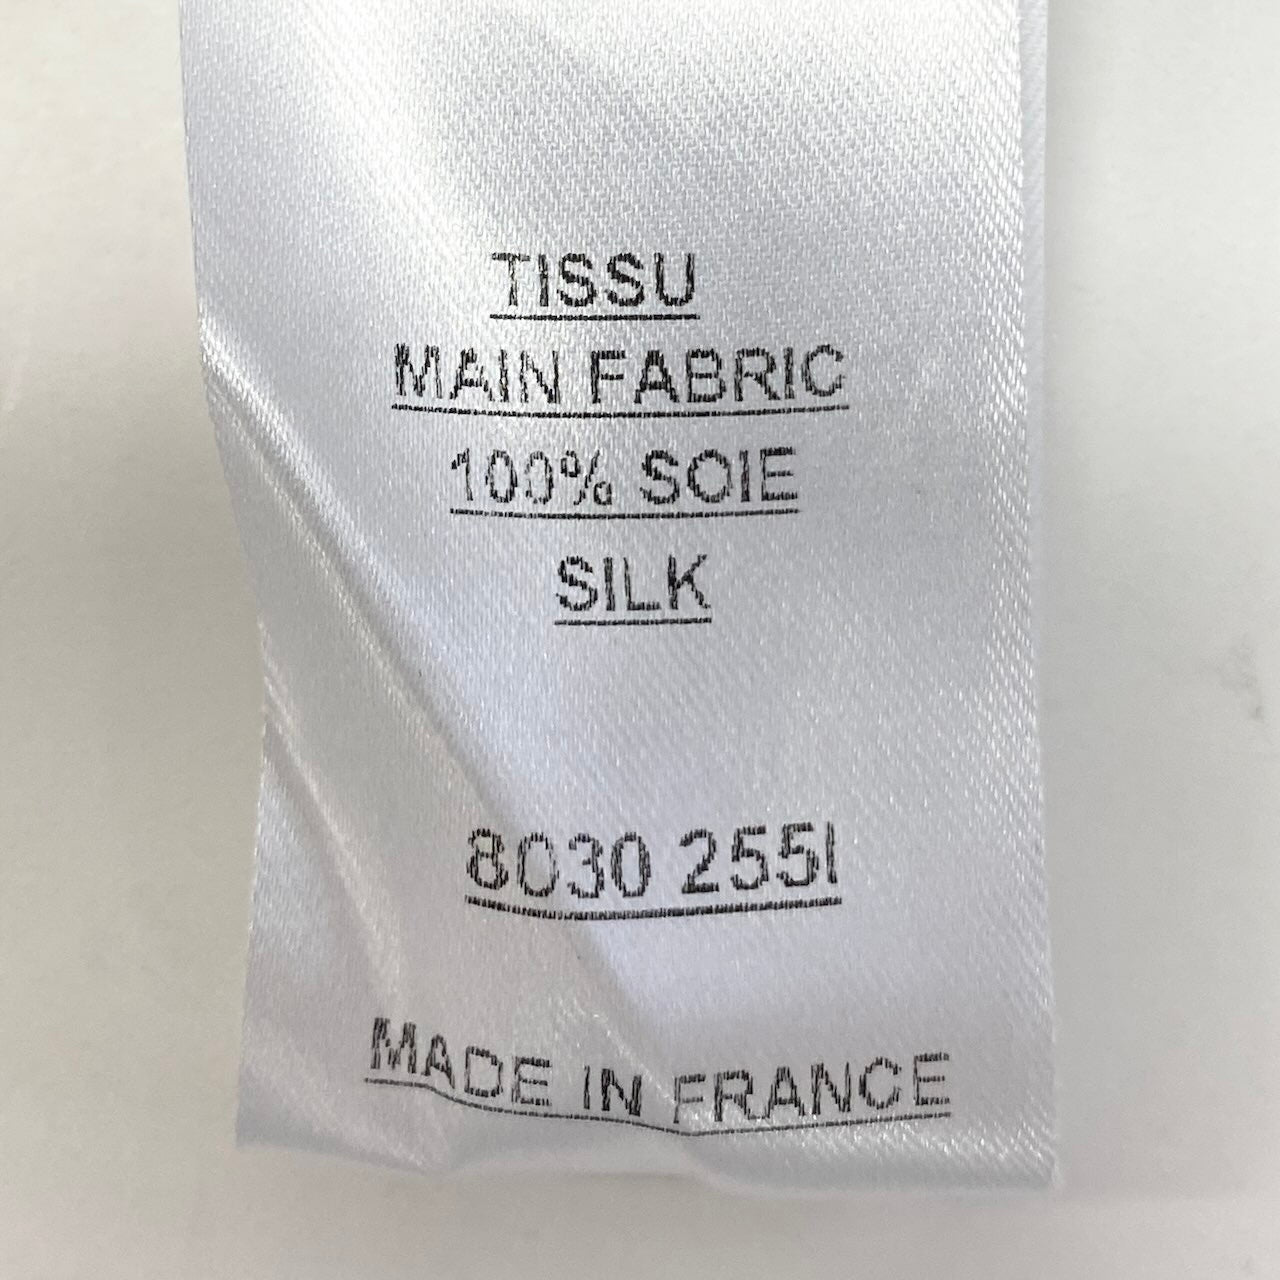 TISSU
MAIN FABRIC
100% SOIE
SILK
8030 255I
MADE IN FRANCE